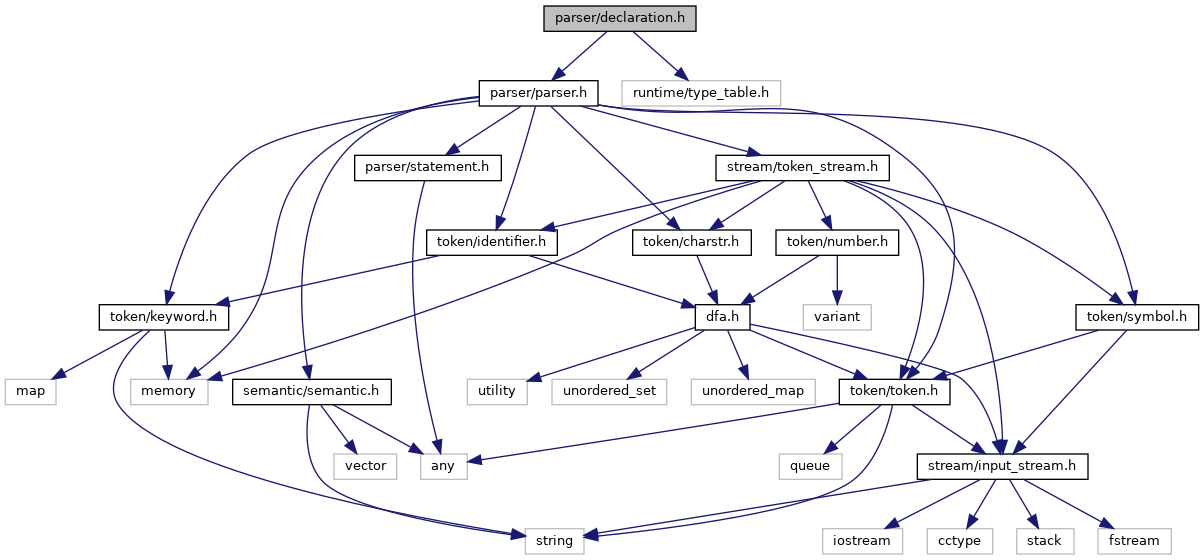 parser/declaration.h
parser/parser.h
runtime/type_table.h
parser/statement.h
stream/token_stream.h
token/identifier.h
token/charstr.h
token/number.h
token/keyword.h
dfa.h
variant
token/symbol.h
map
memory
semantic/semantic.h
utility
unordered_set
unordered_map
token/token.h
vector
any
queue
stream/input_stream.h
string
iostream
cctype
stack
fstream